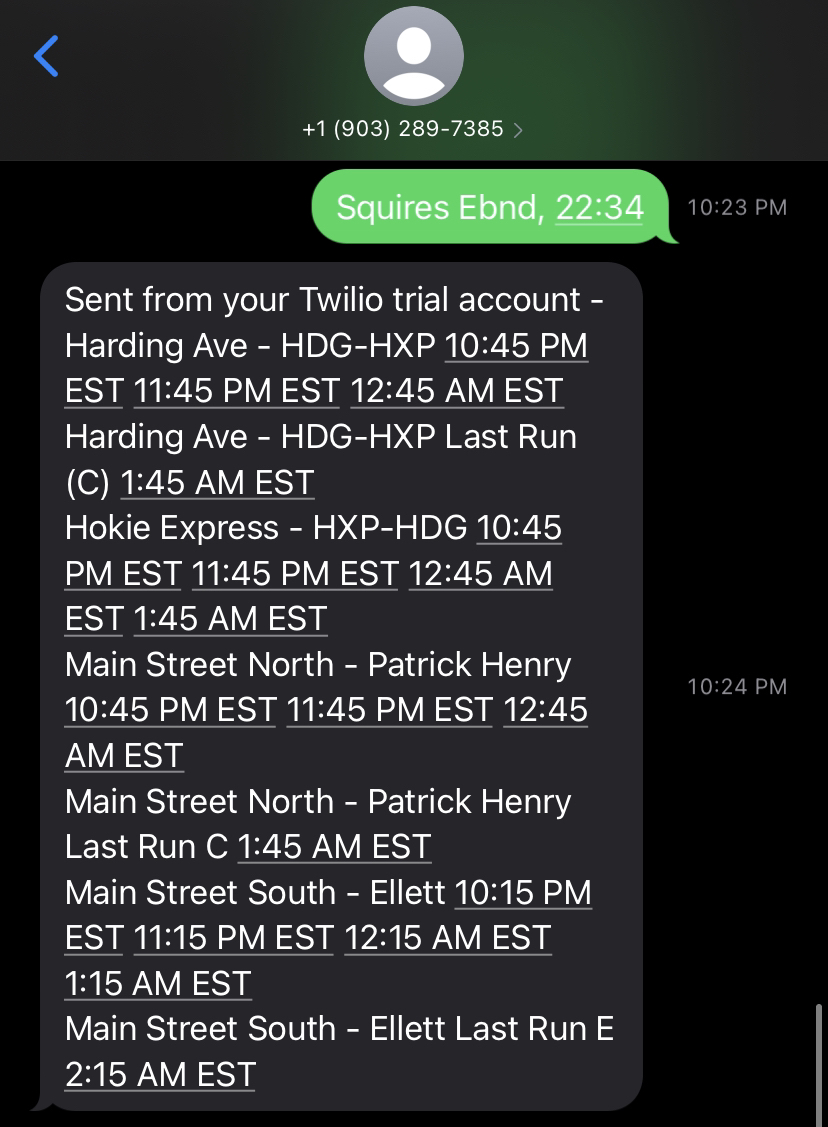 +1 (903) 289-7385
Squires Ebnd, 22:34
10:23 PM
Sent from your Twilio trial account -
Harding Ave - HDG-HXP 10:45 PM
EST 11:45 PM EST 12:45 AM EST
Harding Ave - HDG-HXP Last Run
(C) 1:45 AM EST
Hokie Express - HXP-HDG 10:45
PM EST 11:45 PM EST 12:45 AM
EST 1:45 AM EST
Main Street North - Patrick Henry
10:45 PM EST 11:45 PM EST 12:45
AM EST
Main Street North - Patrick Henry
Last Run C 1:45 AM EST
Main Street South - Ellett 10:15 PM
EST 11:15 PM EST 12:15 AM EST
1:15 AM EST
Main Street South - Ellett Last Run E
2:15 AM EST
10:24 PM